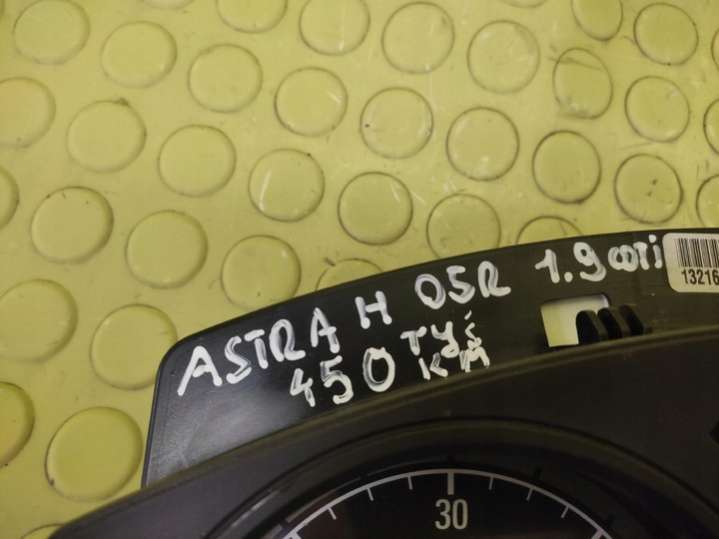 ASTRA H 05R 1.9 CDTi
450 TYŚ KM
13216
30